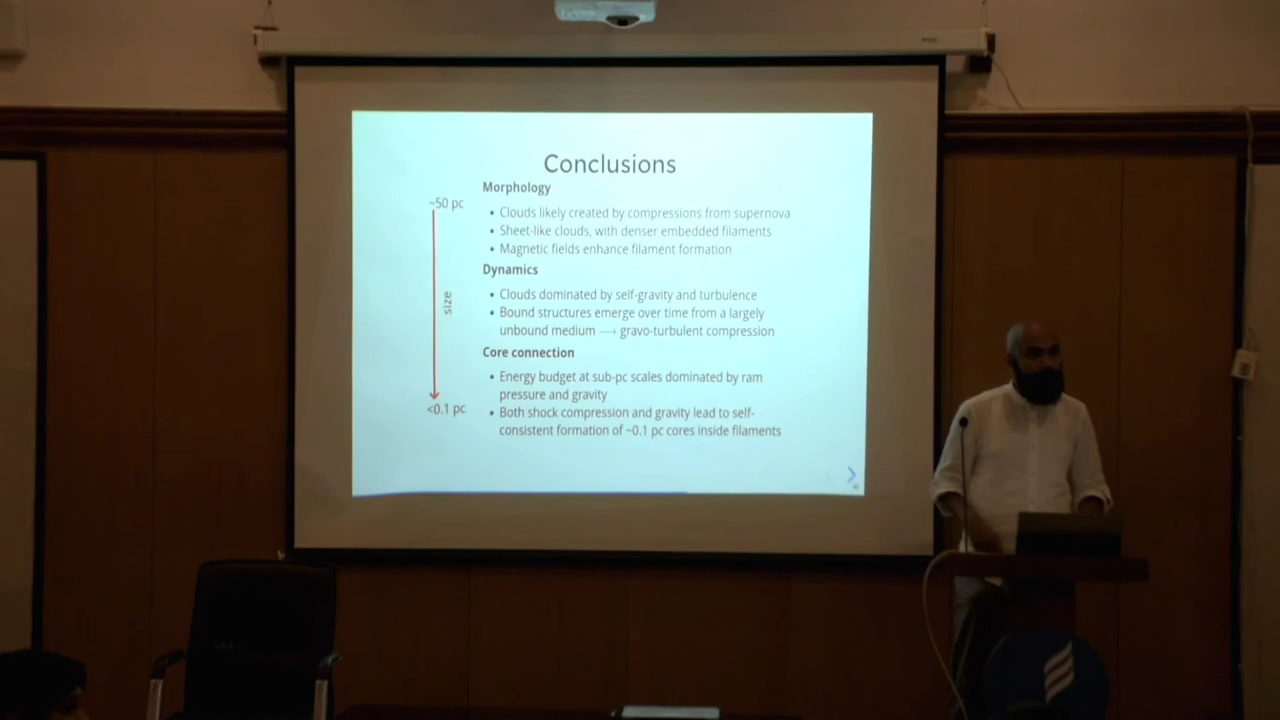 Conclusions
Morphology
~50 pc
• Clouds likely created by compressions from supernova
• Sheet-like clouds, with denser embedded filaments
• Magnetic fields enhance filament formation
Dynamics
size
• Clouds dominated by self-gravity and turbulence
• Bound structures emerge over time from a largely
unbound medium ⟶ gravo-turbulent compression
Core connection
• Energy budget at sub-pc scales dominated by ram
pressure and gravity
<0.1 pc
• Both shock compression and gravity lead to self-
consistent formation of ~0.1 pc cores inside filaments